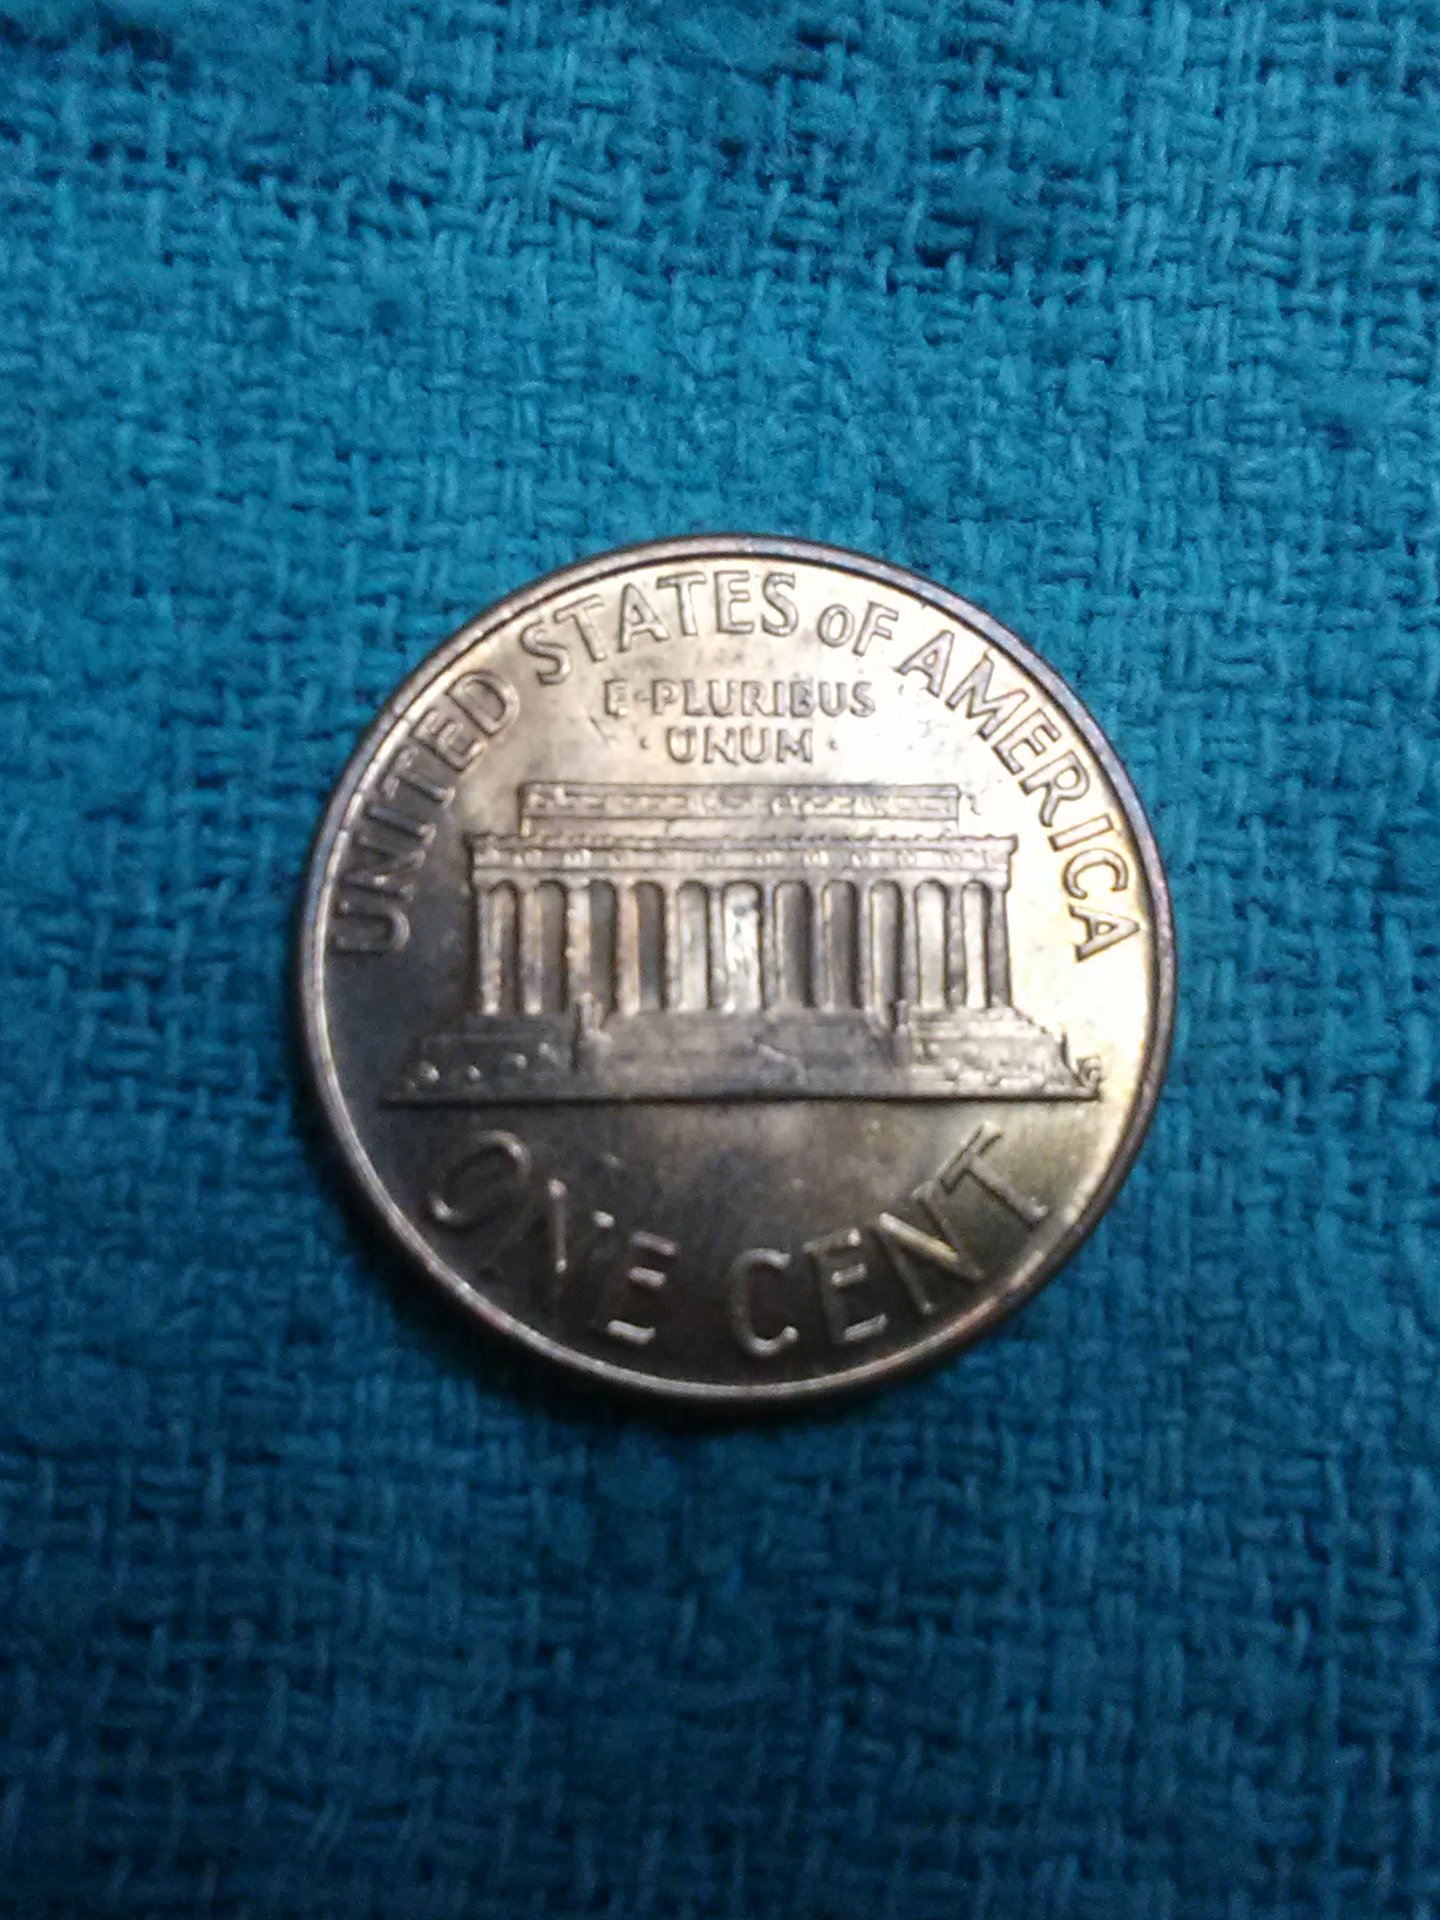 UNITED STATES OF AMERICA
E·PLURIBUS
·UNUM·
ONE CENT